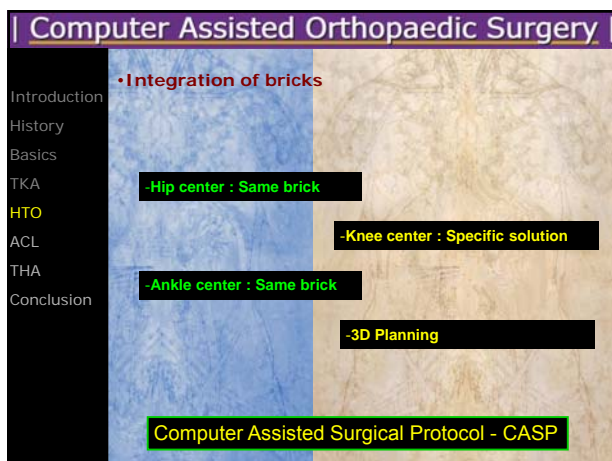 | Computer Assisted Orthopaedic Surgery |
•Integration of bricks
Introduction
History
Basics
TKA
HTO
ACL
THA
Conclusion
-Hip center : Same brick
-Knee center : Specific solution
-Ankle center : Same brick
-3D Planning
Computer Assisted Surgical Protocol - CASP